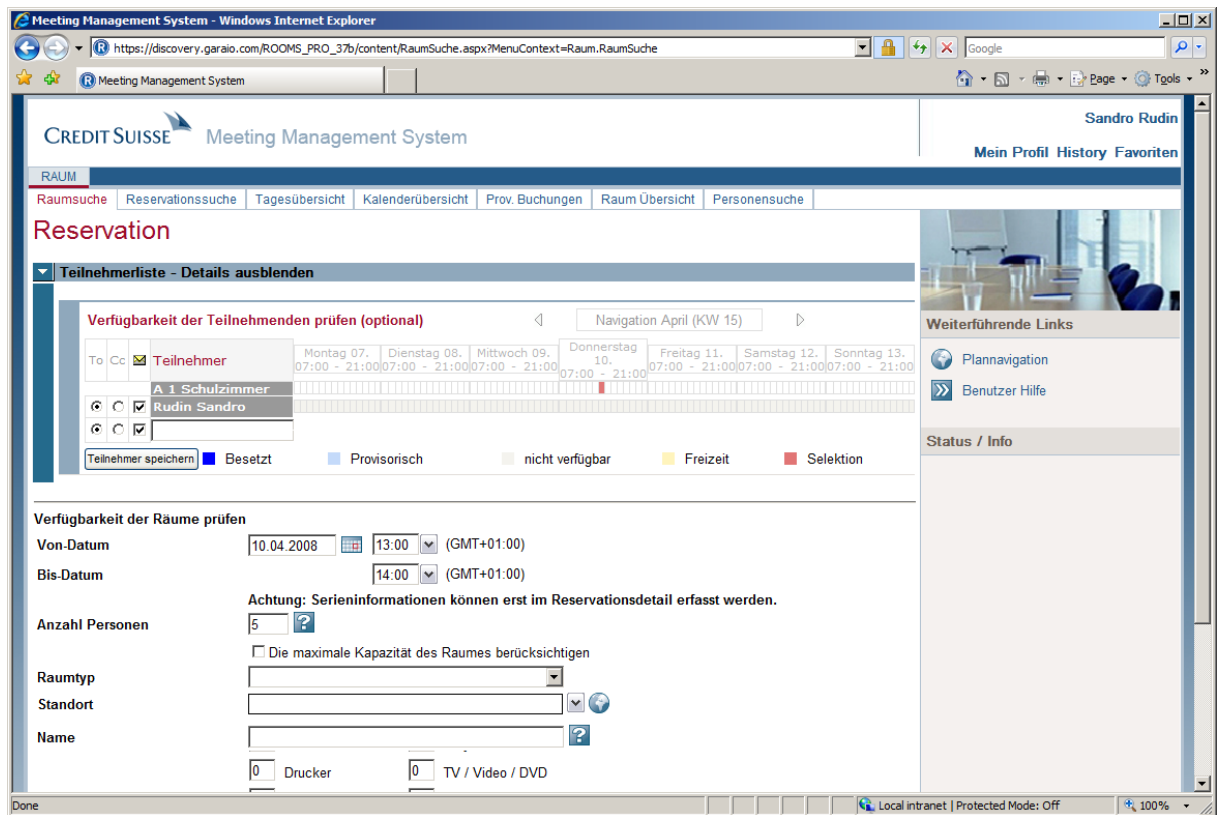 Meeting Management System - Windows Internet Explorer
https://discovery.garaio.com/ROOMS_PRO_37b/content/RaumSuche.aspx?MenuContext=Raum.RaumSuche
Google
Meeting Management System
Page Tools
CREDIT SUISSE Meeting Management System
Sandro Rudin
Mein Profil History Favoriten
RAUM
Raumsuche Reservationssuche Tagesübersicht Kalenderübersicht Prov. Buchungen Raum Übersicht Personensuche
Reservation
Teilnehmerliste - Details ausblenden
Verfügbarkeit der Teilnehmenden prüfen (optional) Navigation April (KW 15)
To Cc Teilnehmer
Montag 07. Dienstag 08. Mittwoch 09. Donnerstag 10. Freitag 11. Samstag 12. Sonntag 13.
07:00 - 21:00 07:00 - 21:00 07:00 - 21:00 07:00 - 21:00 07:00 - 21:00 07:00 - 21:00 07:00 - 21:00
A 1 Schulzimmer
Rudin Sandro
Teilnehmer speichern Besetzt Provisorisch nicht verfügbar Freizeit Selektion
Weiterführende Links
Plannavigation
Benutzer Hilfe
Status / Info
Verfügbarkeit der Räume prüfen
Von-Datum 10.04.2008 13:00 (GMT+01:00)
Bis-Datum 14:00 (GMT+01:00)
Achtung: Serieninformationen können erst im Reservationsdetail erfasst werden.
Anzahl Personen 5
Die maximale Kapazität des Raumes berücksichtigen
Raumtyp
Standort
Name
0 Drucker 0 TV / Video / DVD
Done Local intranet | Protected Mode: Off 100%